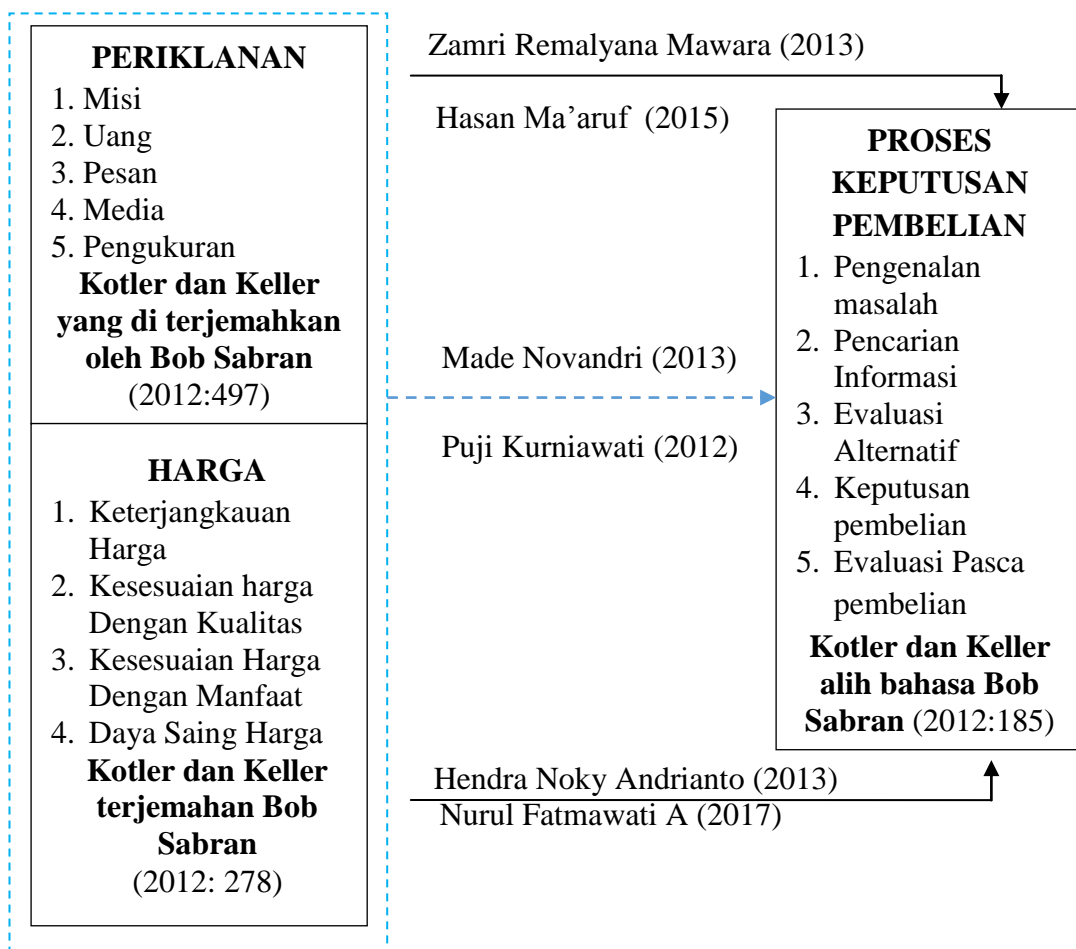 PERIKLANAN
1. Misi
2. Uang
3. Pesan
4. Media
5. Pengukuran
Kotler dan Keller
yang di terjemahkan
oleh Bob Sabran
(2012:497)
HARGA
1. Keterjangkauan
Harga
2. Kesesuaian harga
Dengan Kualitas
3. Kesesuaian Harga
Dengan Manfaat
4. Daya Saing Harga
Kotler dan Keller
terjemahan Bob
Sabran
(2012: 278)
Zamri Remalyana Mawara (2013)
Hasan Ma’aruf (2015)
Made Novandri (2013)
Puji Kurniawati (2012)
Hendra Noky Andrianto (2013)
Nurul Fatmawati A (2017)
PROSES
KEPUTUSAN
PEMBELIAN
1. Pengenalan
masalah
2. Pencarian
Informasi
3. Evaluasi
Alternatif
4. Keputusan
pembelian
5. Evaluasi Pasca
pembelian
Kotler dan Keller
alih bahasa Bob
Sabran (2012:185)